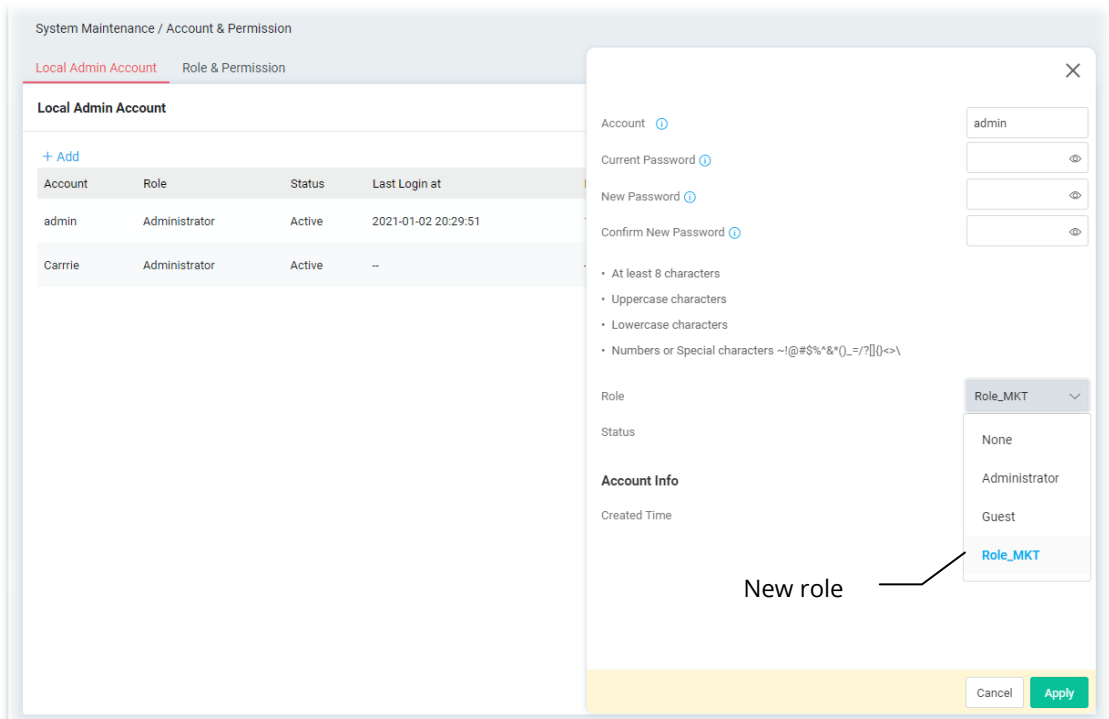 System Maintenance / Account & Permission
Local Admin Account Role & Permission
Local Admin Account
+ Add
Account Role Status Last Login at
admin Administrator Active 2021-01-02 20:29:51
Carrrie Administrator Active --
Account admin
Current Password
New Password
Confirm New Password
• At least 8 characters
• Uppercase characters
• Lowercase characters
• Numbers or Special characters ~!@#$%^&*()_=/?[]{}<>\
Role Role_MKT
Status
None
Administrator
Guest
Role_MKT
Account Info
Created Time
New role
Cancel Apply